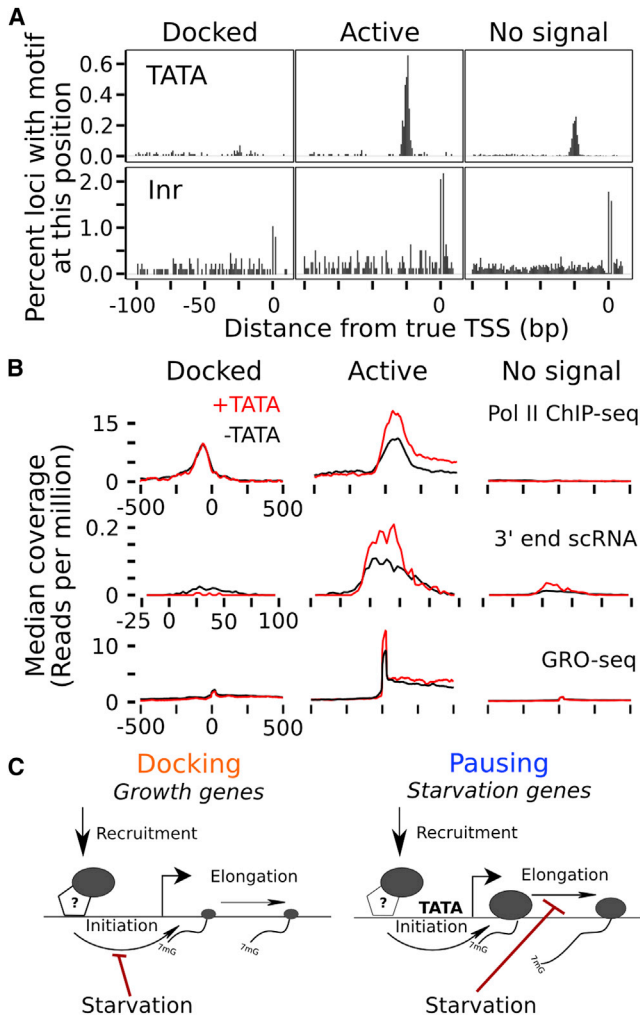 A
Docked Active No signal
Percent loci with motif
at this position
TATA
0.6
0.4
0.2
0.0
Inr
2.0
1.0
0.0
-100 -50 0 0 0
Distance from true TSS (bp)
B
Docked Active No signal
Median coverage
(Reads per million)
+TATA
-TATA
Pol II ChIP-seq
15
0
-500 0 500
3' end scRNA
0.2
0
-25 0 50 100
GRO-seq
10
0
-500 0 500
C
Docking Pausing
Growth genes Starvation genes
Recruitment
?
Initiation
Elongation
7mG
7mG
Starvation
Recruitment
?
TATA
Initiation
Elongation
7mG
7mG
Starvation